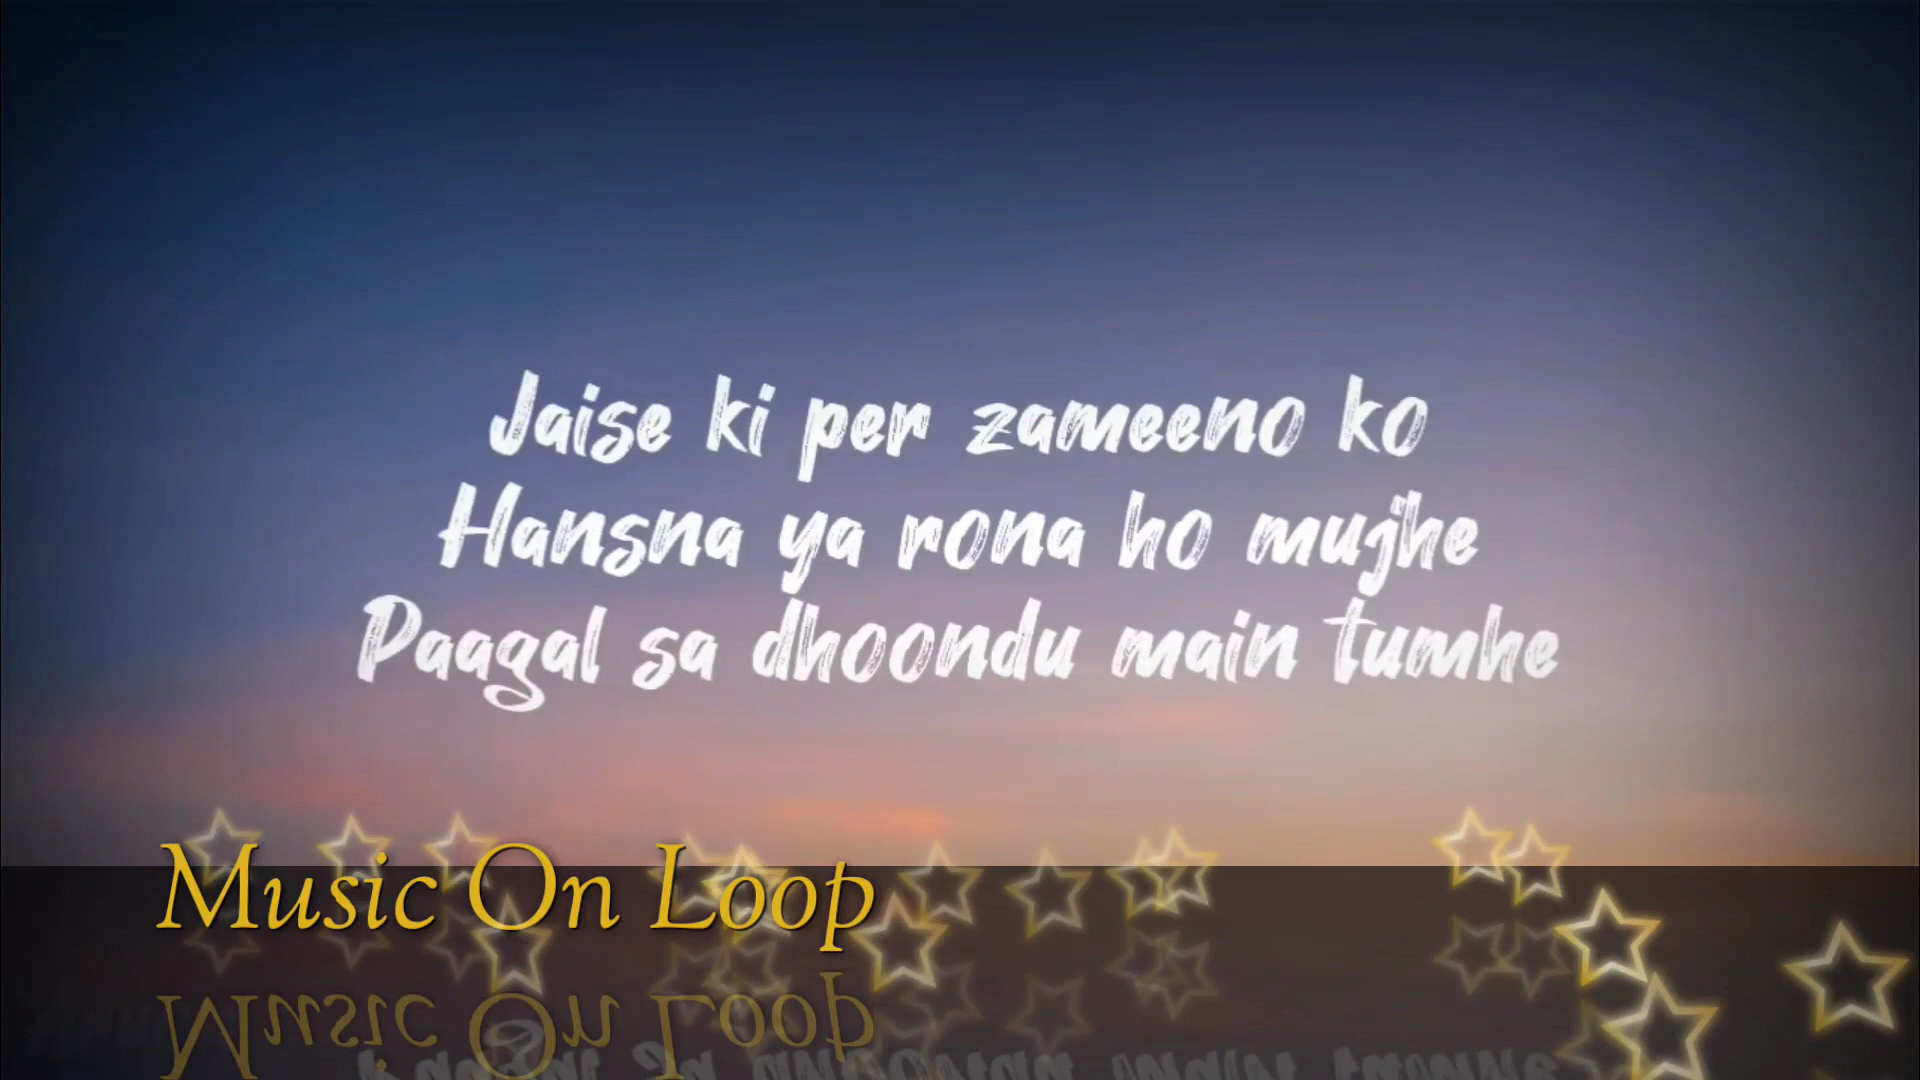 Jaise ki per zameeno ko
Hansna ya rona ho mujhe
Paagal sa dhoondu main tumhe
Music On Loop